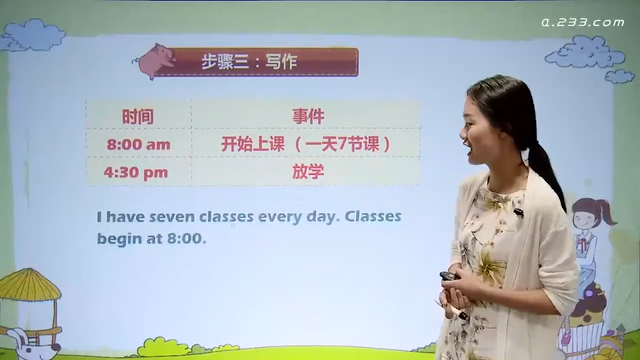 a.233.com
步骤三：写作
时间 事件
8:00 am 开始上课 （一天7节课）
4:30 pm 放学
I have seven classes every day. Classes
begin at 8:00.